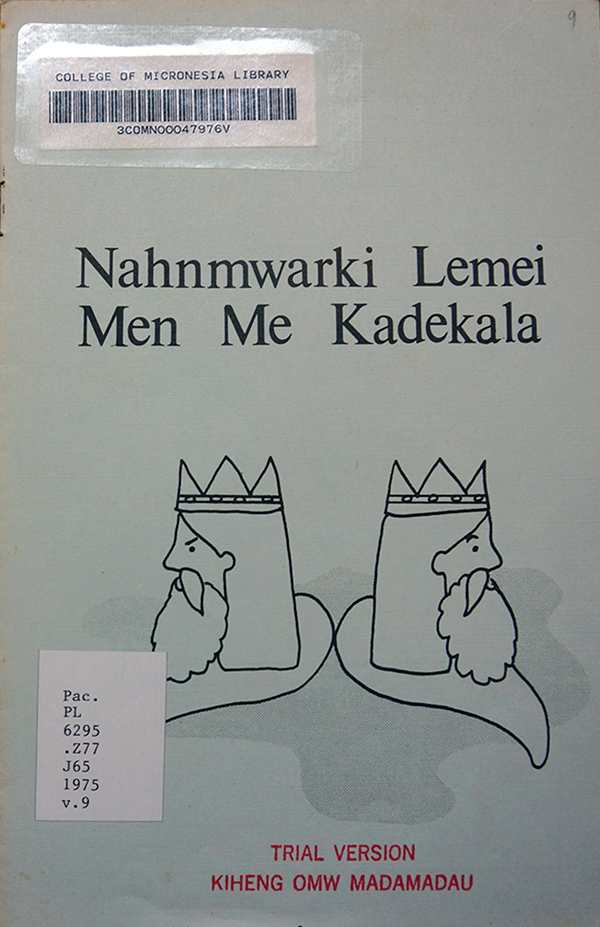 9
COLLEGE OF MICRONESIA LIBRARY
3COMN00047976V
Nahnmwarki Lemei
Men Me Kadekala
Pac.
PL
6295
.Z77
J65
1975
v.9
TRIAL VERSION
KIHENG OMW MADAMADAU